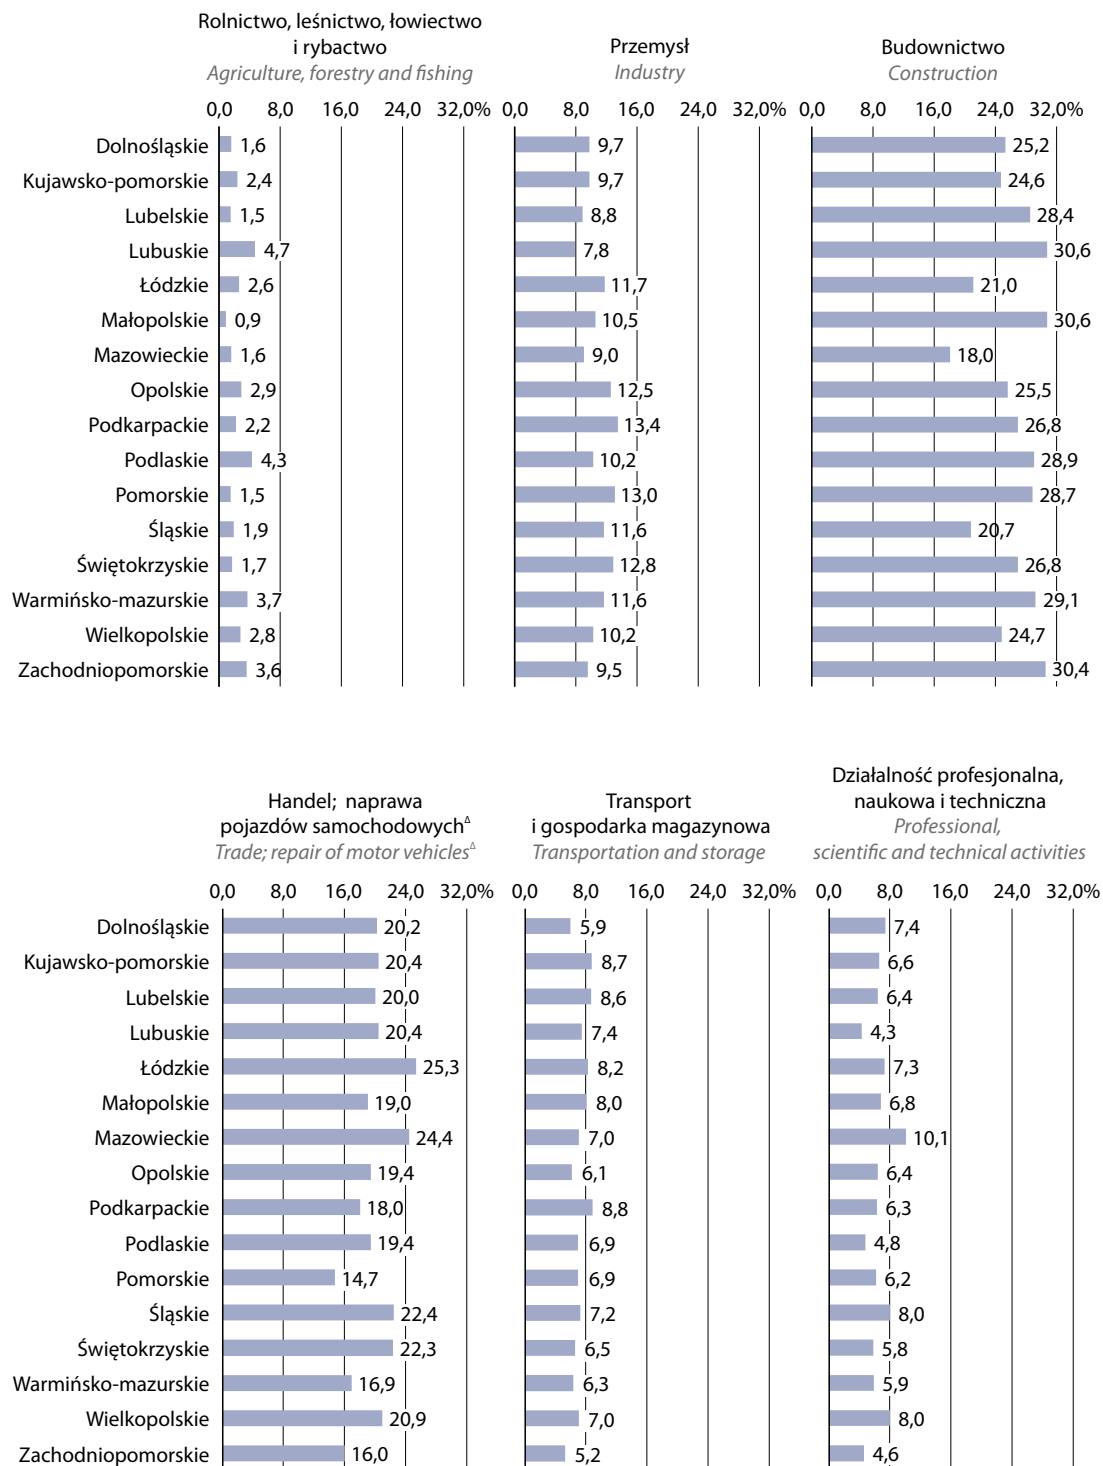 Rolnictwo, leśnictwo, łowiectwo
i rybactwo
Agriculture, forestry and fishing
Przemysł
Industry
Budownictwo
Construction
0,0 8,0 16,0 24,0 32,0% 0,0 8,0 16,0 24,0 32,0% 0,0 8,0 16,0 24,0 32,0%
Dolnośląskie 1,6 9,7 25,2
Kujawsko-pomorskie 2,4 9,7 24,6
Lubelskie 1,5 8,8 28,4
Lubuskie 4,7 7,8 30,6
Łódzkie 2,6 11,7 21,0
Małopolskie 0,9 10,5 30,6
Mazowieckie 1,6 9,0 18,0
Opolskie 2,9 12,5 25,5
Podkarpackie 2,2 13,4 26,8
Podlaskie 4,3 10,2 28,9
Pomorskie 1,5 13,0 28,7
Śląskie 1,9 11,6 20,7
Świętokrzyskie 1,7 12,8 26,8
Warmińsko-mazurskie 3,7 11,6 29,1
Wielkopolskie 2,8 10,2 24,7
Zachodniopomorskie 3,6 9,5 30,4
Handel; naprawa
pojazdów samochodowychᐞ
Trade; repair of motor vehiclesᐞ
Transport
i gospodarka magazynowa
Transportation and storage
Działalność profesjonalna,
naukowa i techniczna
Professional,
scientific and technical activities
0,0 8,0 16,0 24,0 32,0% 0,0 8,0 16,0 24,0 32,0% 0,0 8,0 16,0 24,0 32,0%
Dolnośląskie 20,2 5,9 7,4
Kujawsko-pomorskie 20,4 8,7 6,6
Lubelskie 20,0 8,6 6,4
Lubuskie 20,4 7,4 4,3
Łódzkie 25,3 8,2 7,3
Małopolskie 19,0 8,0 6,8
Mazowieckie 24,4 7,0 10,1
Opolskie 19,4 6,1 6,4
Podkarpackie 18,0 8,8 6,3
Podlaskie 19,4 6,9 4,8
Pomorskie 14,7 6,9 6,2
Śląskie 22,4 7,2 8,0
Świętokrzyskie 22,3 6,5 5,8
Warmińsko-mazurskie 16,9 6,3 5,9
Wielkopolskie 20,9 7,0 8,0
Zachodniopomorskie 16,0 5,2 4,6